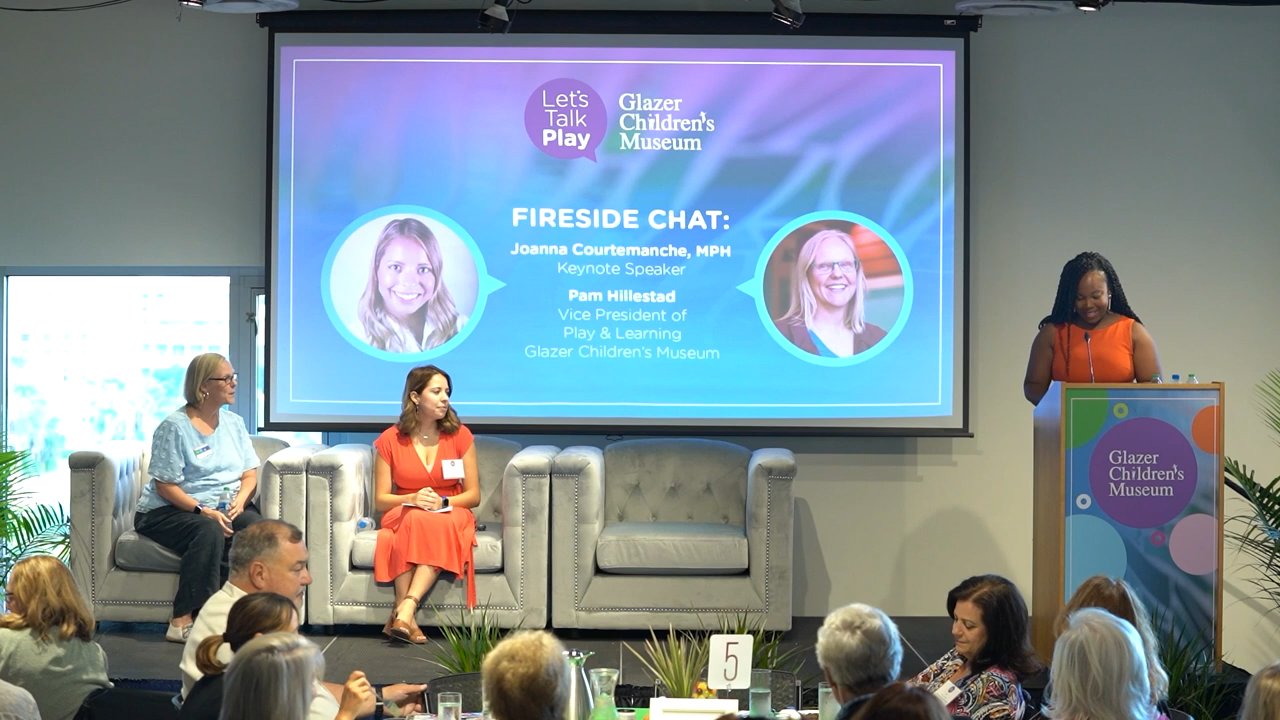 Let's
Talk
Play
Glazer
Children's
Museum
FIRESIDE CHAT:
Joanna Courtemanche, MPH
Keynote Speaker
Pam Hillestad
Vice President of
Play & Learning
Glazer Children's Museum
Glazer
Children's
Museum
5